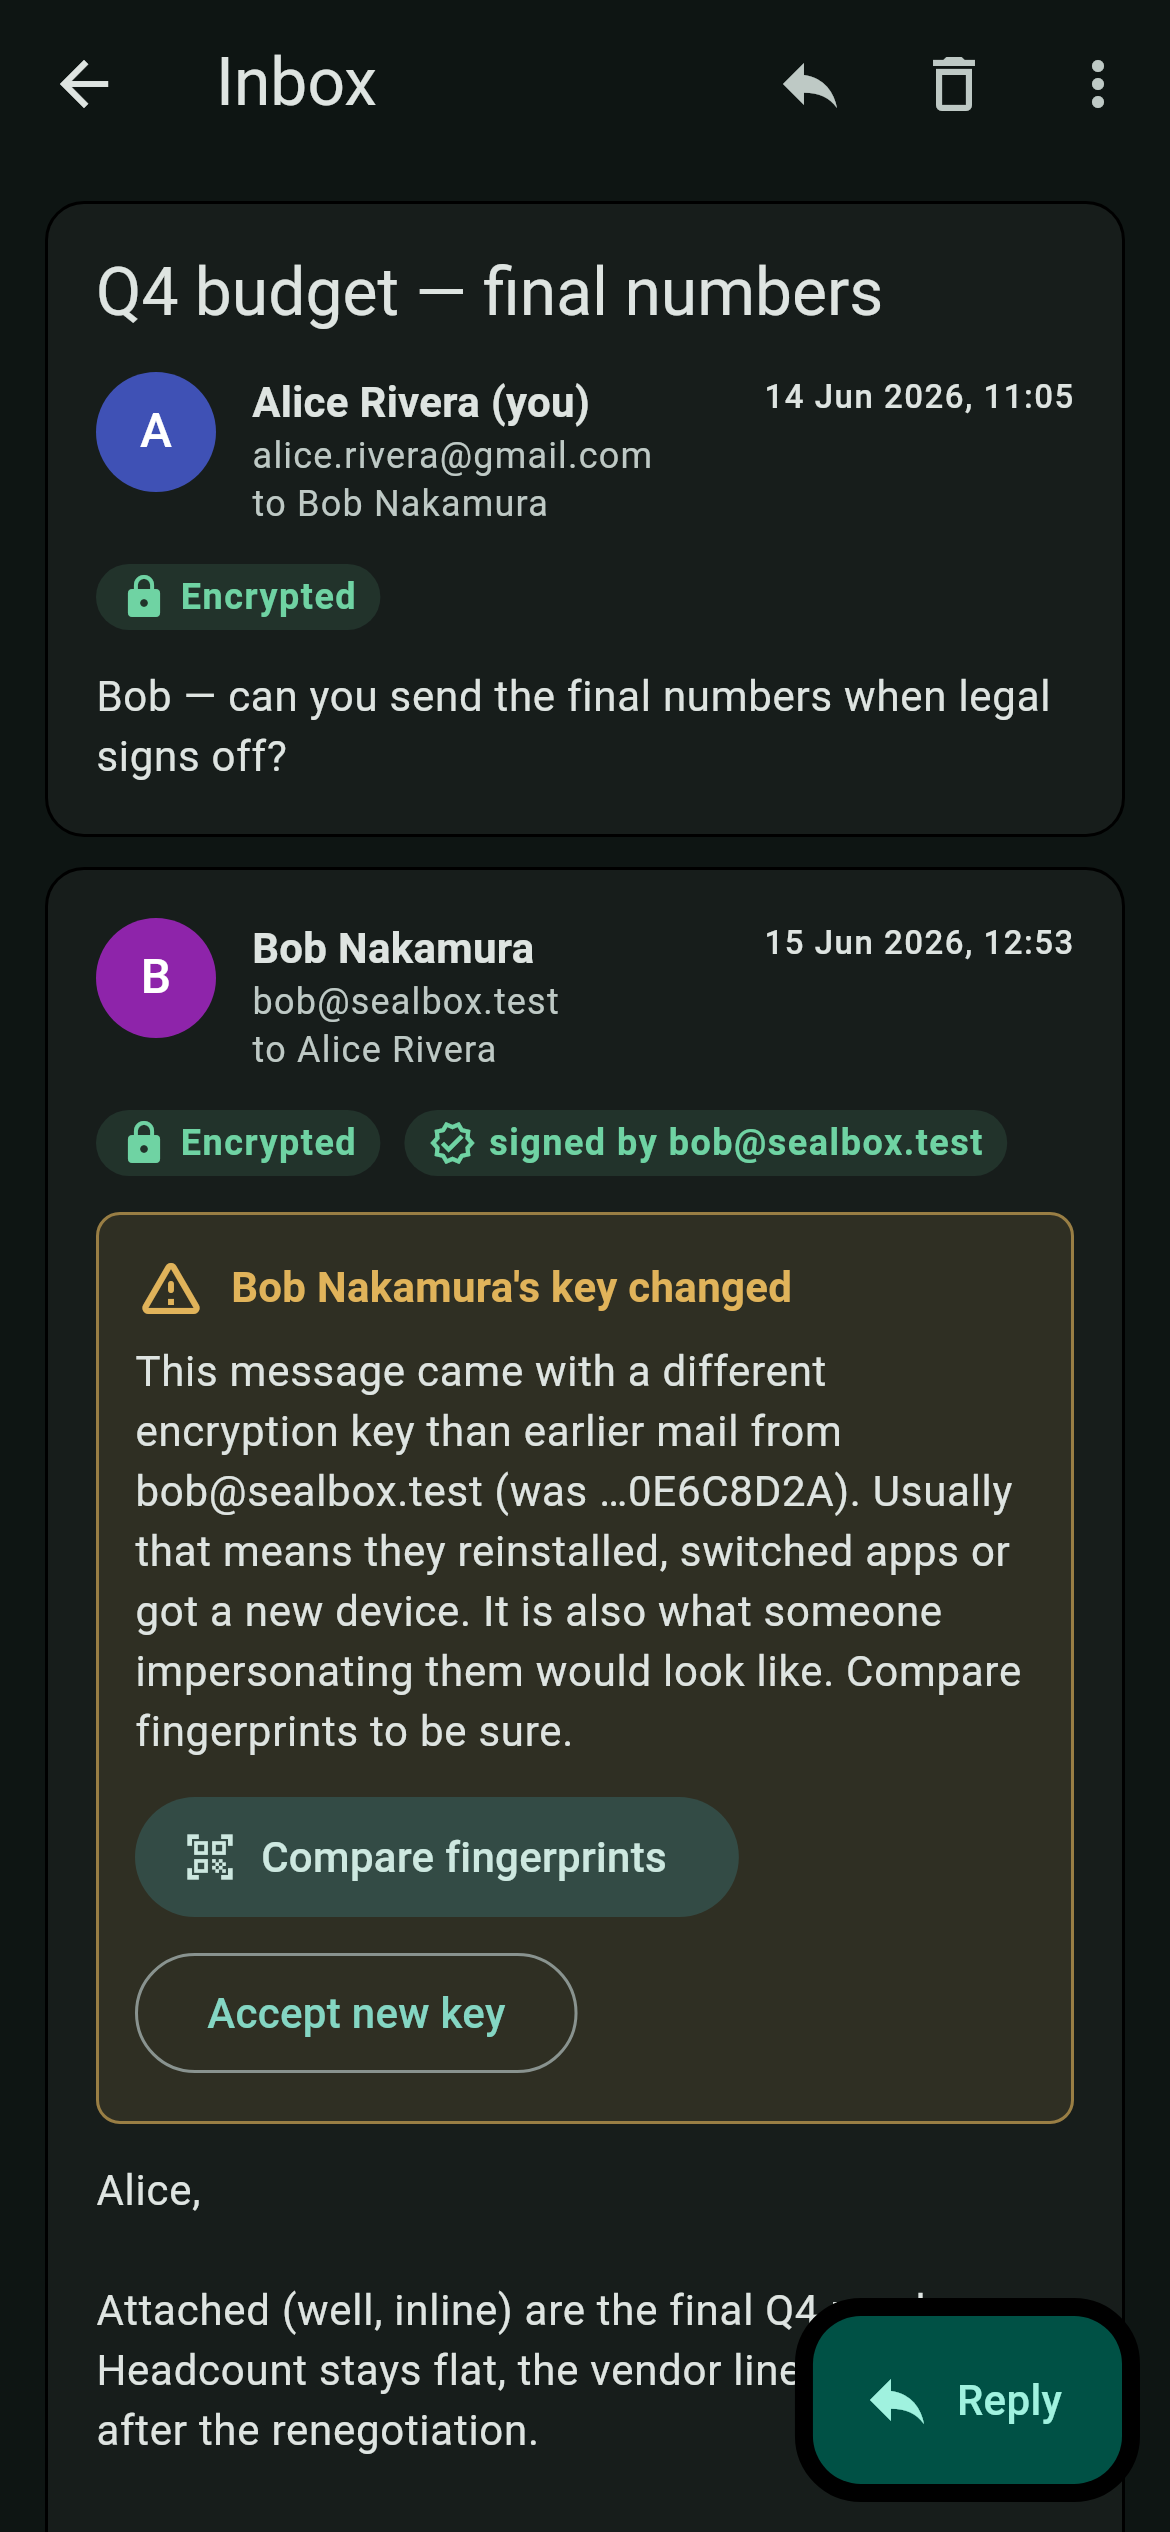 Inbox
Q4 budget — final numbers
A
Alice Rivera (you)
14 Jun 2026, 11:05
alice.rivera@gmail.com
to Bob Nakamura
Encrypted
Bob — can you send the final numbers when legal
signs off?
B
Bob Nakamura
15 Jun 2026, 12:53
bob@sealbox.test
to Alice Rivera
Encrypted
signed by bob@sealbox.test
Bob Nakamura's key changed
This message came with a different
encryption key than earlier mail from
bob@sealbox.test (was …0E6C8D2A). Usually
that means they reinstalled, switched apps or
got a new device. It is also what someone
impersonating them would look like. Compare
fingerprints to be sure.
Compare fingerprints
Accept new key
Alice,
Attached (well, inline) are the final Q4
Headcount stays flat, the vendor line
after the renegotiation.
Reply